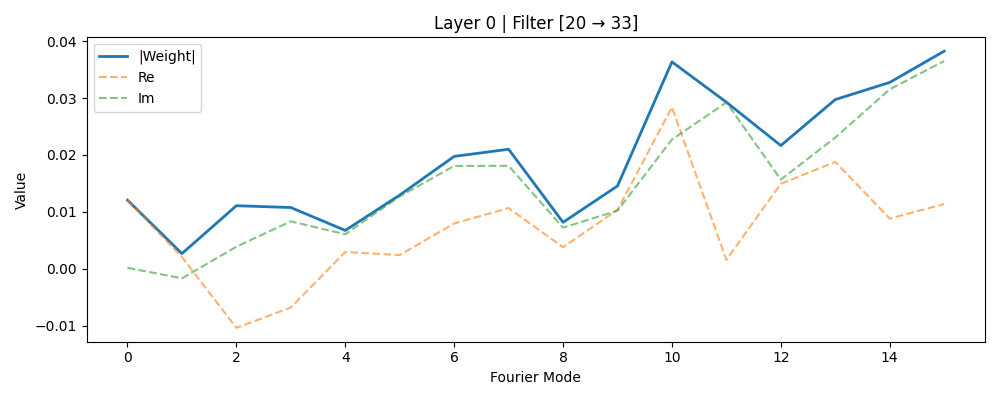 Layer 0 | Filter [20 → 33]
|Weight|
Re
Im
0.04
0.03
0.02
0.01
0.00
−0.01
Value
0 2 4 6 8 10 12 14
Fourier Mode